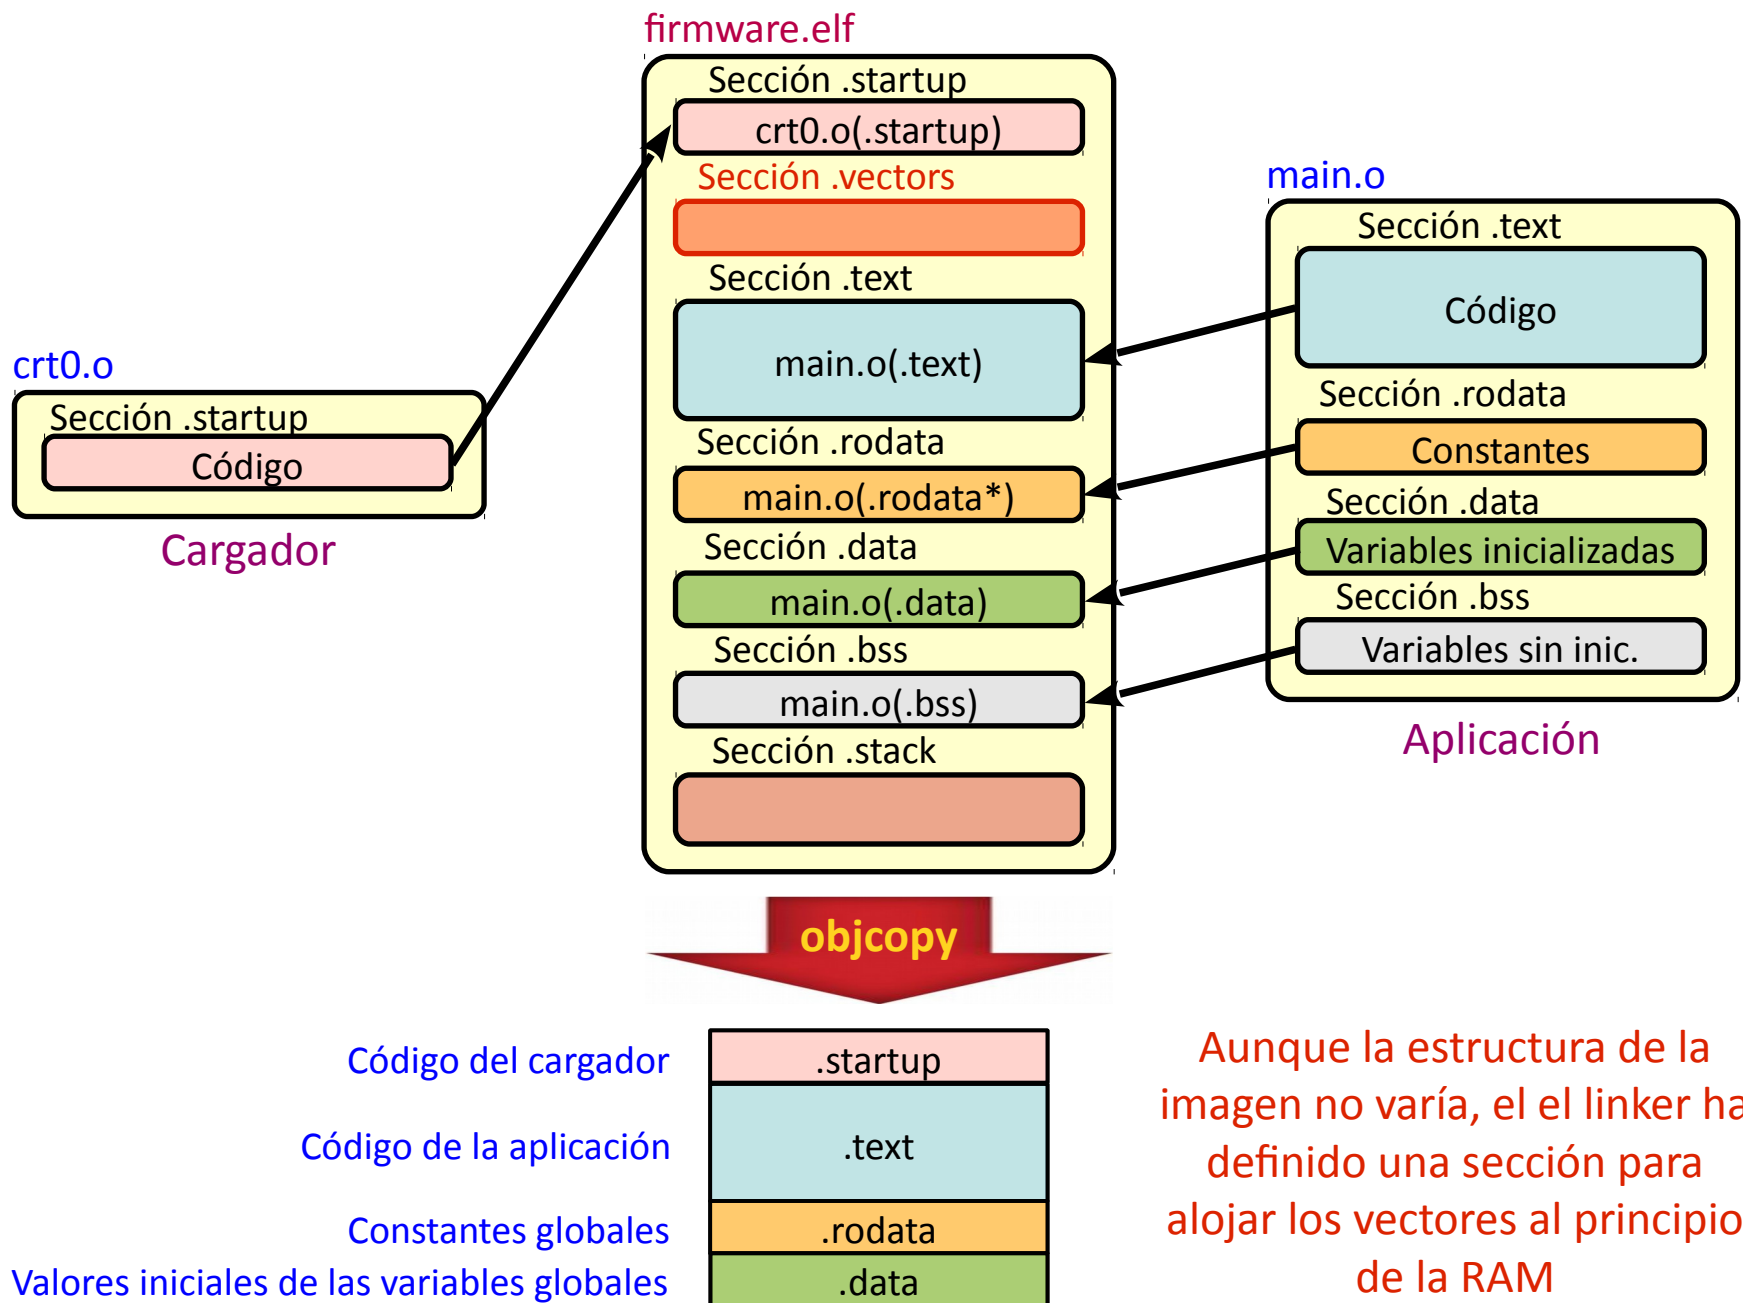 firmware.elf
Sección .startup
crt0.o(.startup)
Sección .vectors
Sección .text
main.o(.text)
Sección .rodata
main.o(.rodata*)
Sección .data
main.o(.data)
Sección .bss
main.o(.bss)
Sección .stack
crt0.o
Sección .startup
Código
Cargador
main.o
Sección .text
Código
Sección .rodata
Constantes
Sección .data
Variables inicializadas
Sección .bss
Variables sin inic.
Aplicación
objcopy
Código del cargador
.startup
Código de la aplicación
.text
Constantes globales
.rodata
Valores iniciales de las variables globales
.data
Aunque la estructura de la
imagen no varía, el el linker ha
definido una sección para
alojar los vectores al principio
de la RAM